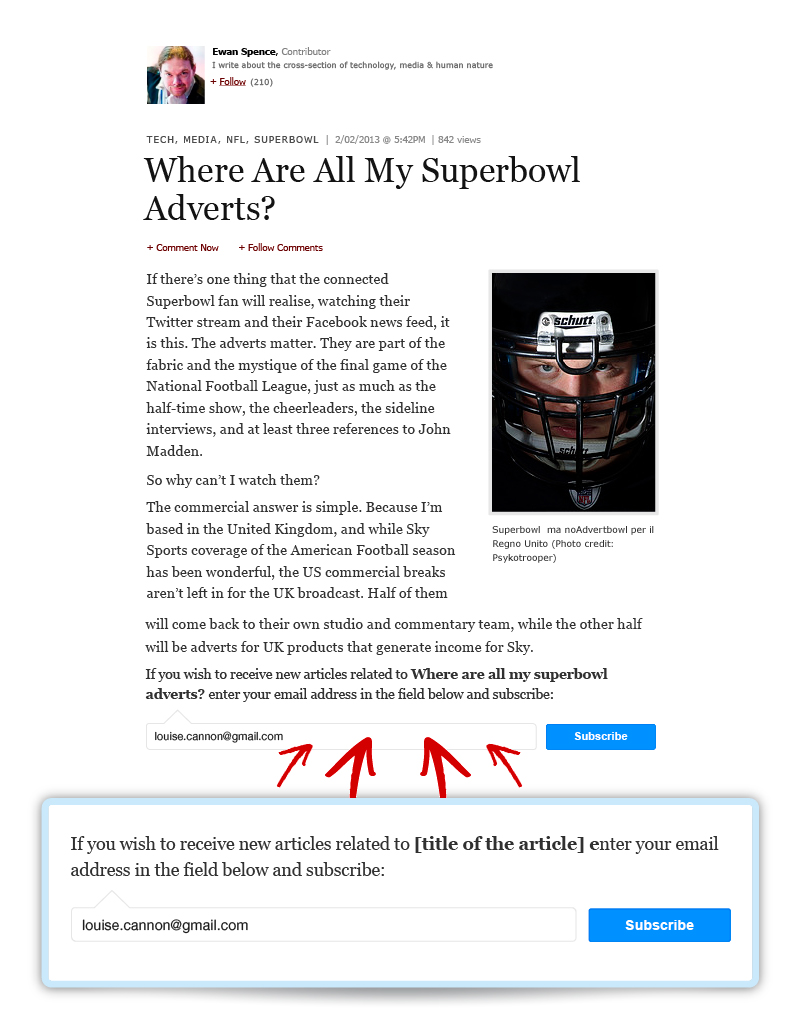 Ewan Spence, Contributor
I write about the cross-section of technology, media & human nature
+ Follow (210)
TECH, MEDIA, NFL, SUPERBOWL | 2/02/2013 @ 5:42PM | 842 views
Where Are All My Superbowl
Adverts?
+ Comment Now + Follow Comments
If there's one thing that the connected
Superbowl fan will realise, watching their
Twitter stream and their Facebook news feed, it
is this. The adverts matter. They are part of the
fabric and the mystique of the final game of the
National Football League, just as much as the
half-time show, the cheerleaders, the sideline
interviews, and at least three references to John
Madden.
So why can't I watch them?
The commercial answer is simple. Because I'm
based in the United Kingdom, and while Sky
Sports coverage of the American Football season
has been wonderful, the US commercial breaks
aren't left in for the UK broadcast. Half of them
schutt
schutt
NFL
Superbowl ma noAdvertbowl per il
Regno Unito (Photo credit:
Psykotrooper)
will come back to their own studio and commentary team, while the other half
will be adverts for UK products that generate income for Sky.
If you wish to receive new articles related to Where are all my superbowl
adverts? enter your email address in the field below and subscribe:
louise.cannon@gmail.com Subscribe
If you wish to receive new articles related to [title of the article] enter your email
address in the field below and subscribe:
louise.cannon@gmail.com Subscribe